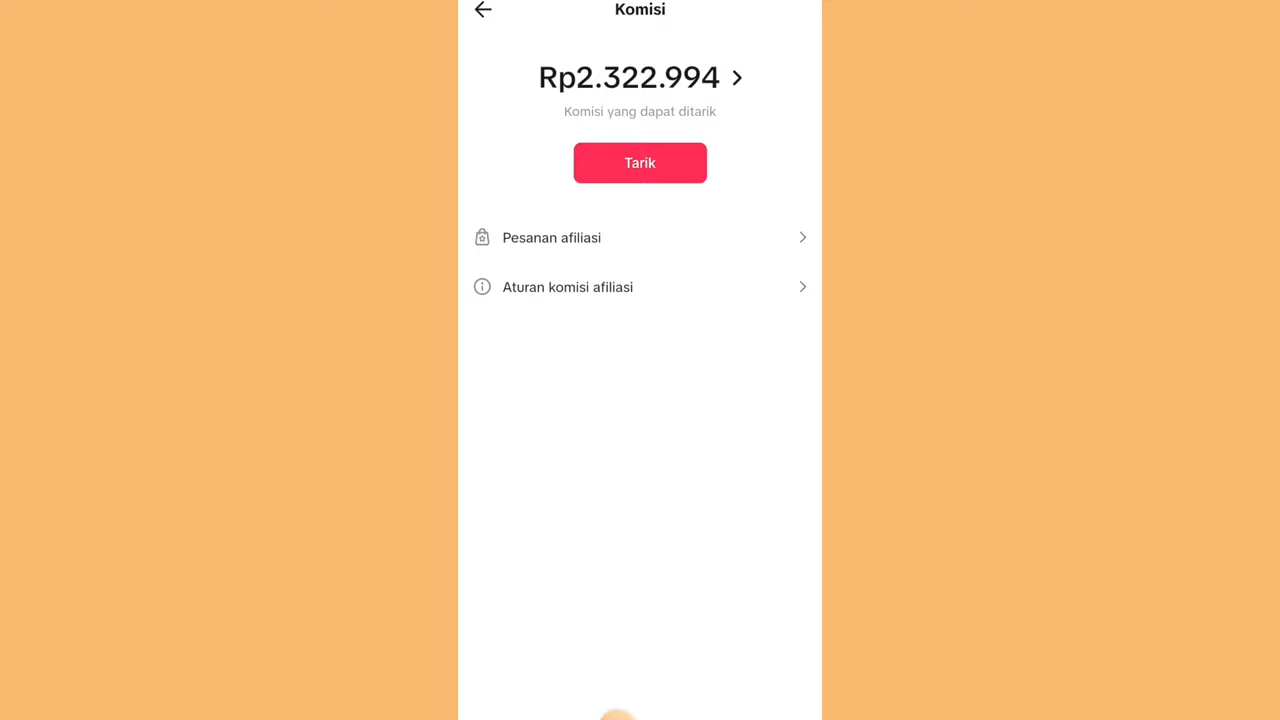 Komisi
Rp2.322.994
Komisi yang dapat ditarik
Tarik
Pesanan afiliasi
Aturan komisi afiliasi